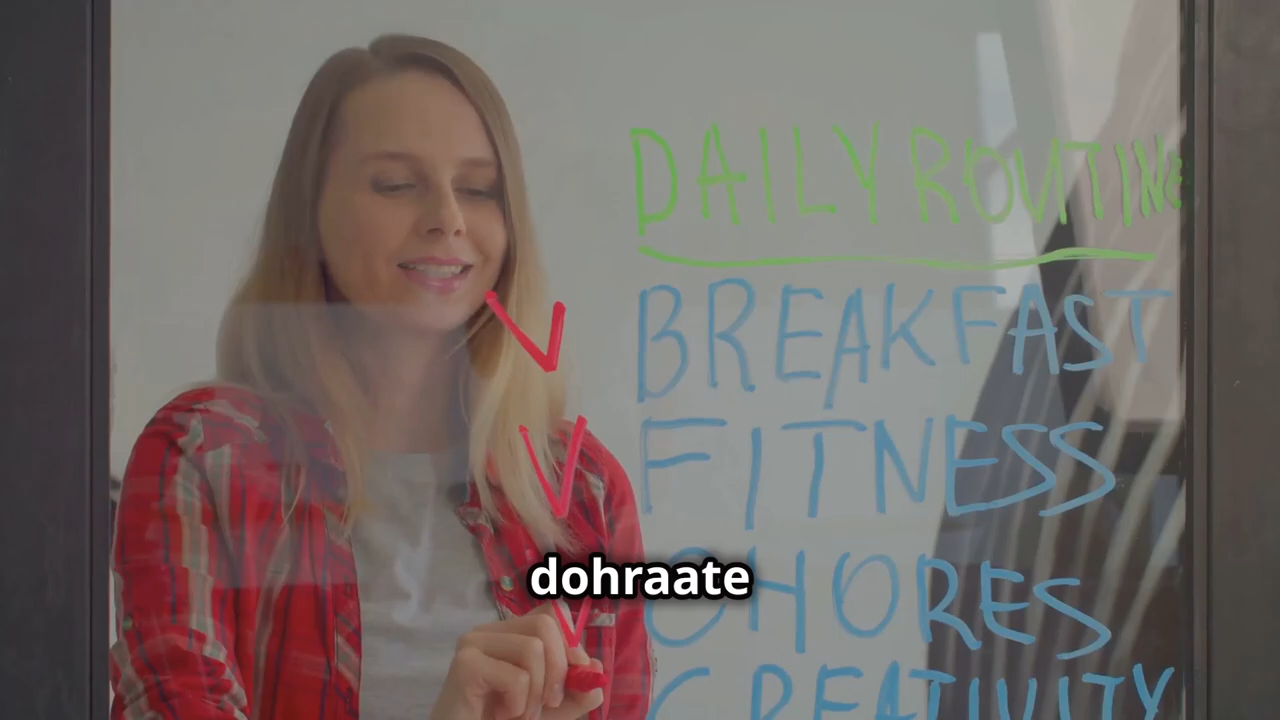 DAILY ROUTINE
BREAKFAST
FITNESS
dohraate
CHORES
CREATIVITY